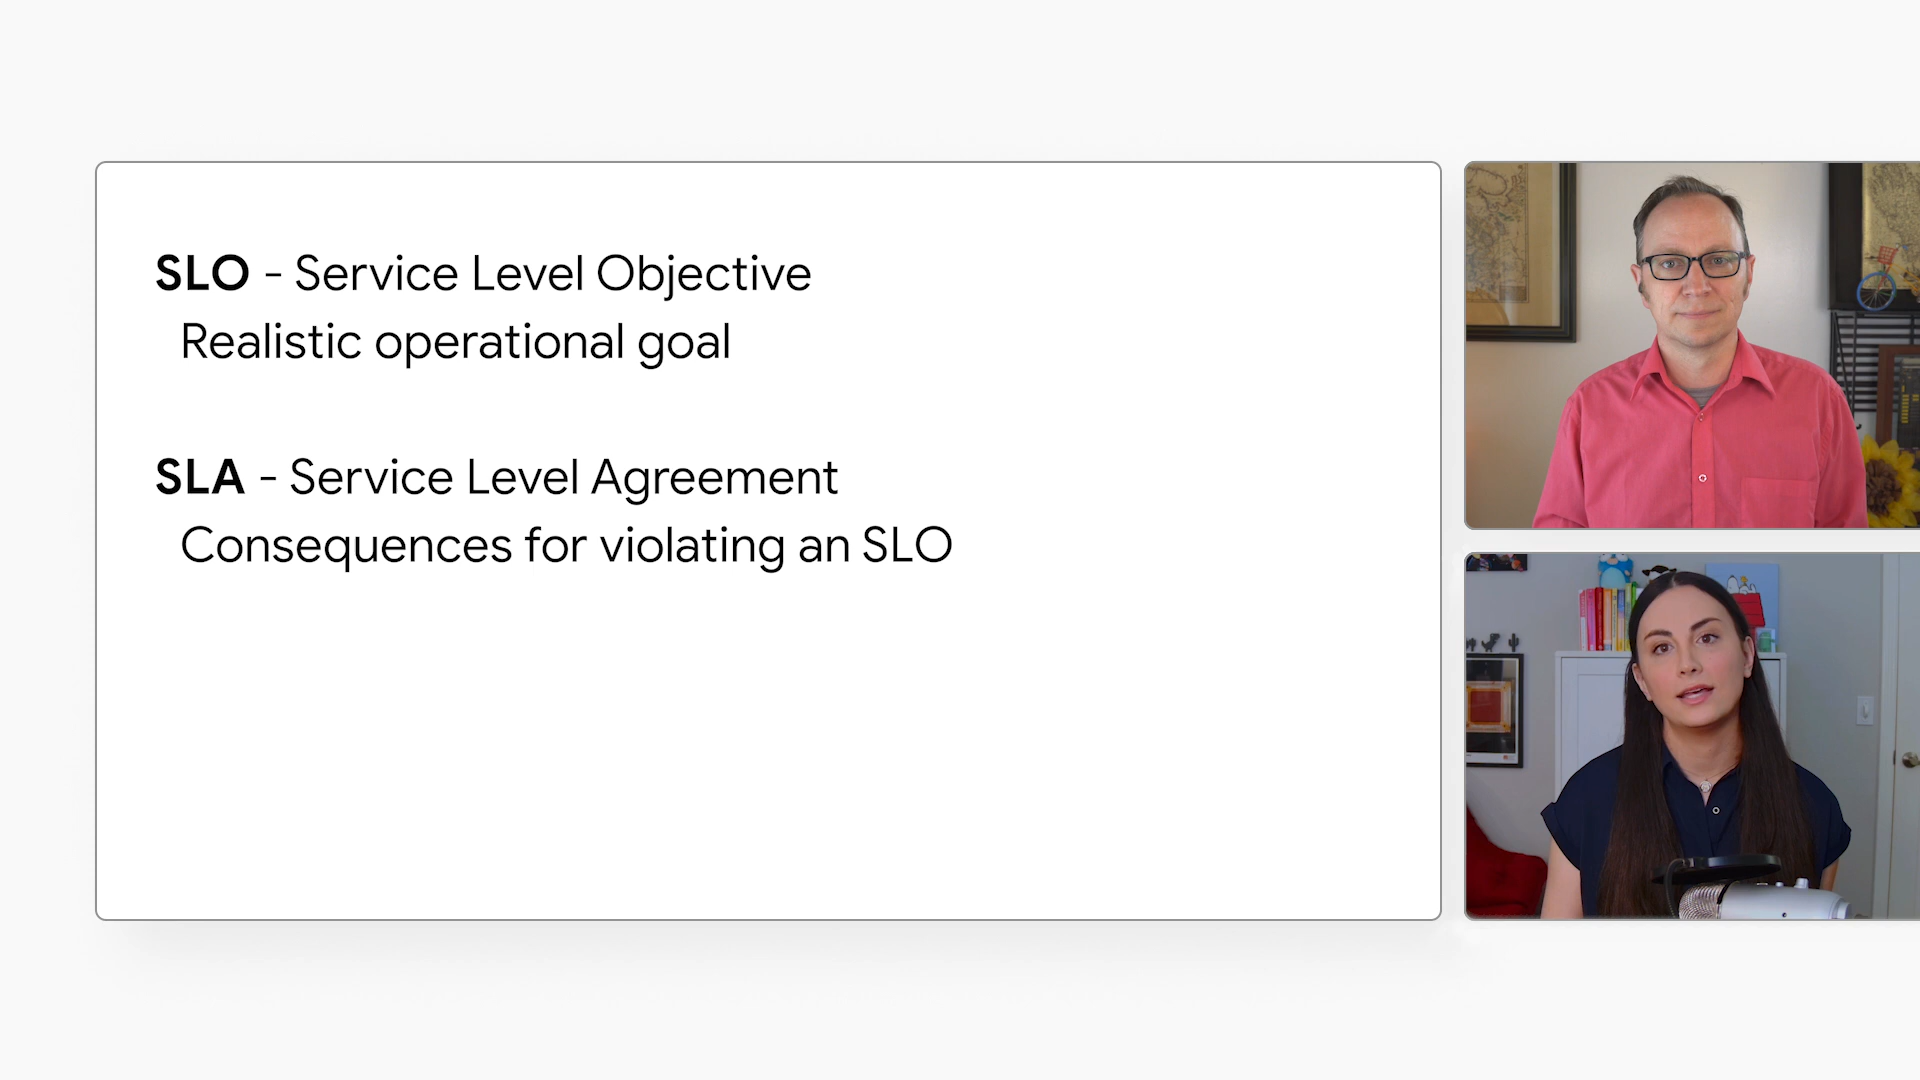 SLO - Service Level Objective
Realistic operational goal
SLA - Service Level Agreement
Consequences for violating an SLO